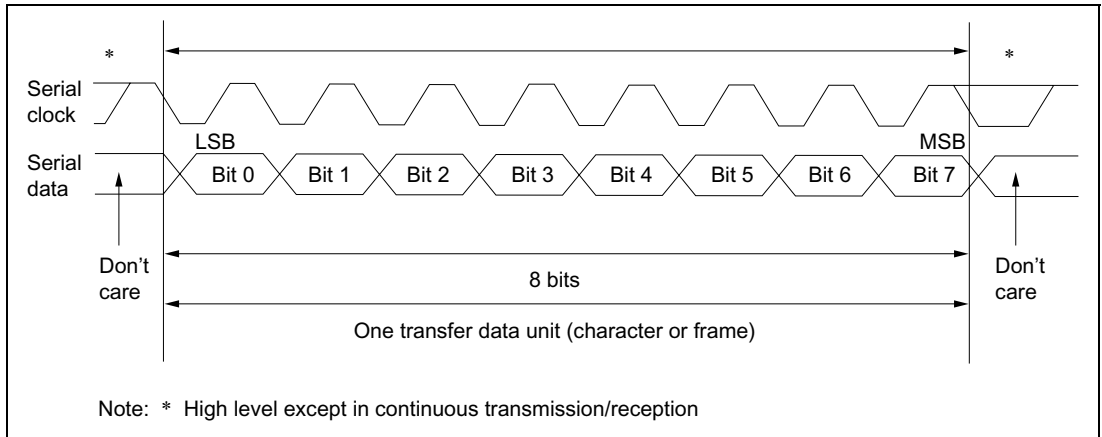 * *
Serial
clock
LSB MSB
Serial
data
Bit 0 Bit 1 Bit 2 Bit 3 Bit 4 Bit 5 Bit 6 Bit 7
Don't
care
8 bits
Don't
care
One transfer data unit (character or frame)
Note: * High level except in continuous transmission/reception